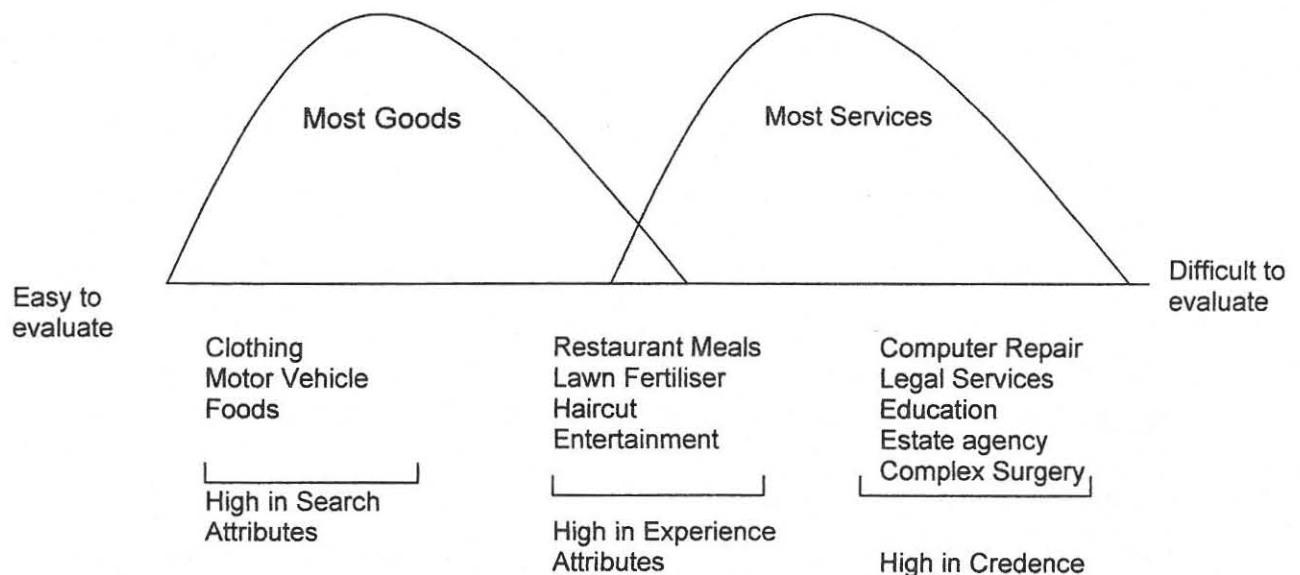 Most Goods
Most Services
Easy to
evaluate
Difficult to
evaluate
Clothing
Motor Vehicle
Foods
High in Search
Attributes
Restaurant Meals
Lawn Fertiliser
Haircut
Entertainment
High in Experience
Attributes
Computer Repair
Legal Services
Education
Estate agency
Complex Surgery
High in Credence